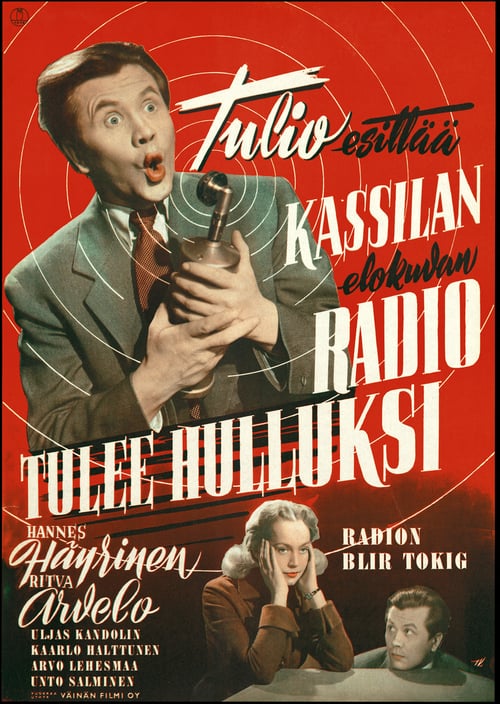 Tulio esittää
KASSILAN
elokuvan
RADIO
TULEE HULLUKSI
HANNES
Häyrinen
RITVA
Arvelo
ULJAS KANDOLIN
KAARLO HALTTUNEN
ARVO LEHESMAA
UNTO SALMINEN
VÄINÄN FILMI OY
RADION
BLIR TOKIG